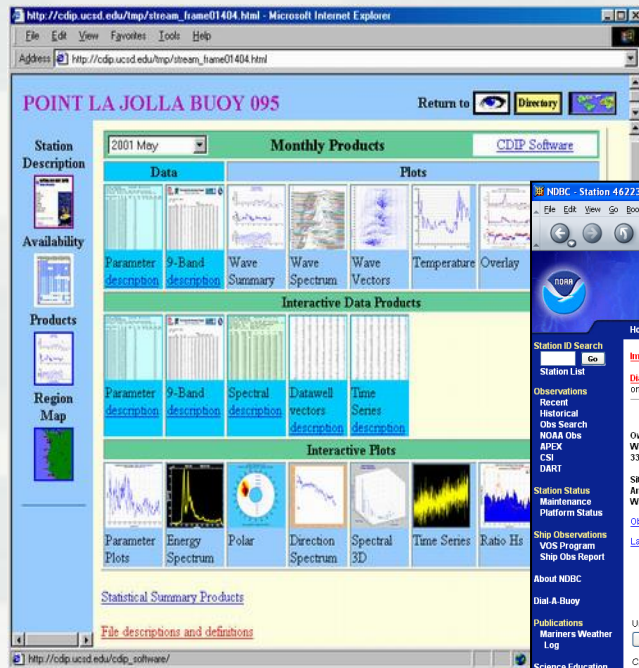 http://cdip.ucsd.edu/tmp/stream_frame01404.html - Microsoft Internet Explorer
File Edit View Favorites Tools Help
Address http://cdip.ucsd.edu/tmp/stream_frame01404.html
POINT LA JOLLA BUOY 095
Return to
Directory
Station
Description
Availability
Products
Region
Map
2001 May
Monthly Products
CDIP Software
Data
Plots
Parameter
description
9-Band
description
Wave
Summary
Wave
Spectrum
Wave
Vectors
Temperature
Overlay
Interactive Data Products
Parameter
description
9-Band
description
Spectral
description
Datawell
vectors
description
Time
Series
description
Interactive Plots
Parameter
Plots
Energy
Spectrum
Polar
Direction
Spectrum
Spectral
3D
Time Series
Ratio Hs
Statistical Summary Products
File descriptions and definitions
http://cdip.ucsd.edu/cdip_software/
NDBC - Station 46223
File Edit View Go
NOAA
Station ID Search
Go
Station List
Observations
Recent
Historical
Obs Search
NOAA Obs
APEX
CSI
DART
Station Status
Maintenance
Platform Status
Ship Observations
VOS Program
Ship Obs Report
About NDBC
Dial-A-Buoy
Publications
Mariners Weather
Log
Science Education